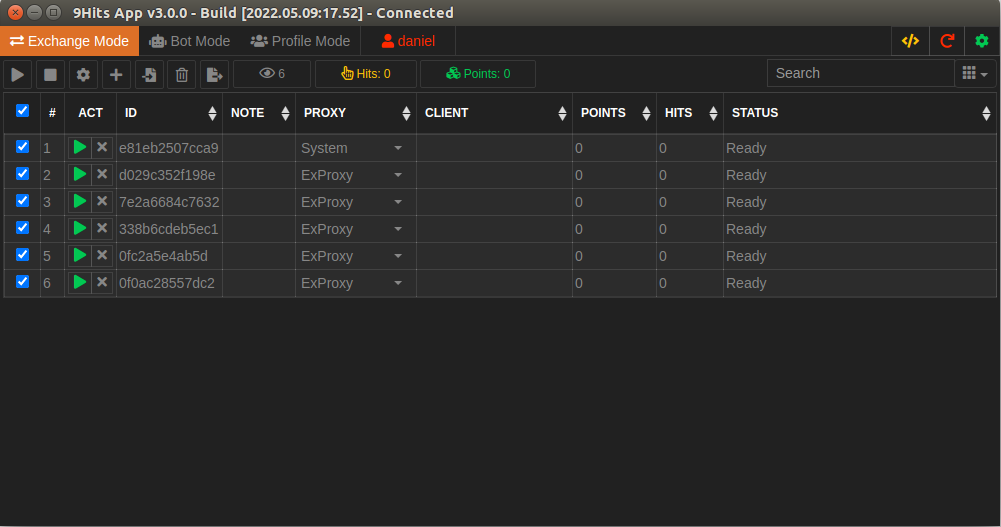 9Hits App v3.0.0 - Build [2022.05.09:17.52] - Connected
Exchange Mode Bot Mode Profile Mode daniel
6 Hits: 0 Points: 0 Search
# ACT ID NOTE PROXY CLIENT POINTS HITS STATUS
1 e81eb2507cca9 System 0 0 Ready
2 d029c352f198e ExProxy 0 0 Ready
3 7e2a6684c7632 ExProxy 0 0 Ready
4 338b6cdeb5ec1 ExProxy 0 0 Ready
5 0fc2a5e4ab5d ExProxy 0 0 Ready
6 0f0ac28557dc2 ExProxy 0 0 Ready